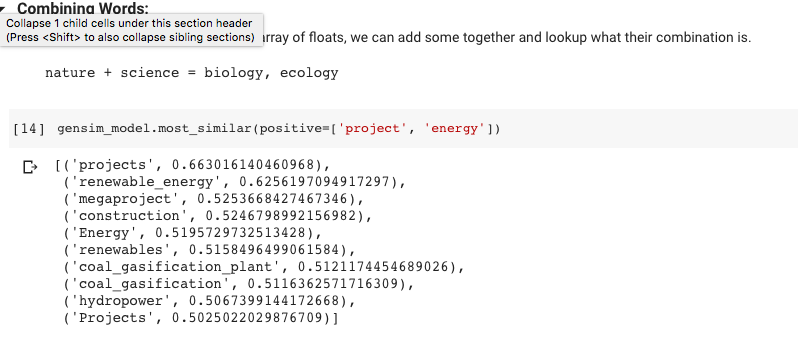 Combining Words:
Collapse 1 child cells under this section header
(Press <Shift> to also collapse sibling sections)
array of floats, we can add some together and lookup what their combination is.
nature + science = biology, ecology
[14] gensim_model.most_similar(positive=['project', 'energy'])
[('projects', 0.663016140460968),
('renewable_energy', 0.6256197094917297),
('megaproject', 0.5253668427467346),
('construction', 0.5246798992156982),
('Energy', 0.5195729732513428),
('renewables', 0.5158496499061584),
('coal_gasification_plant', 0.5121174454689026),
('coal_gasification', 0.5116362571716309),
('hydropower', 0.5067399144172668),
('Projects', 0.5025022029876709)]